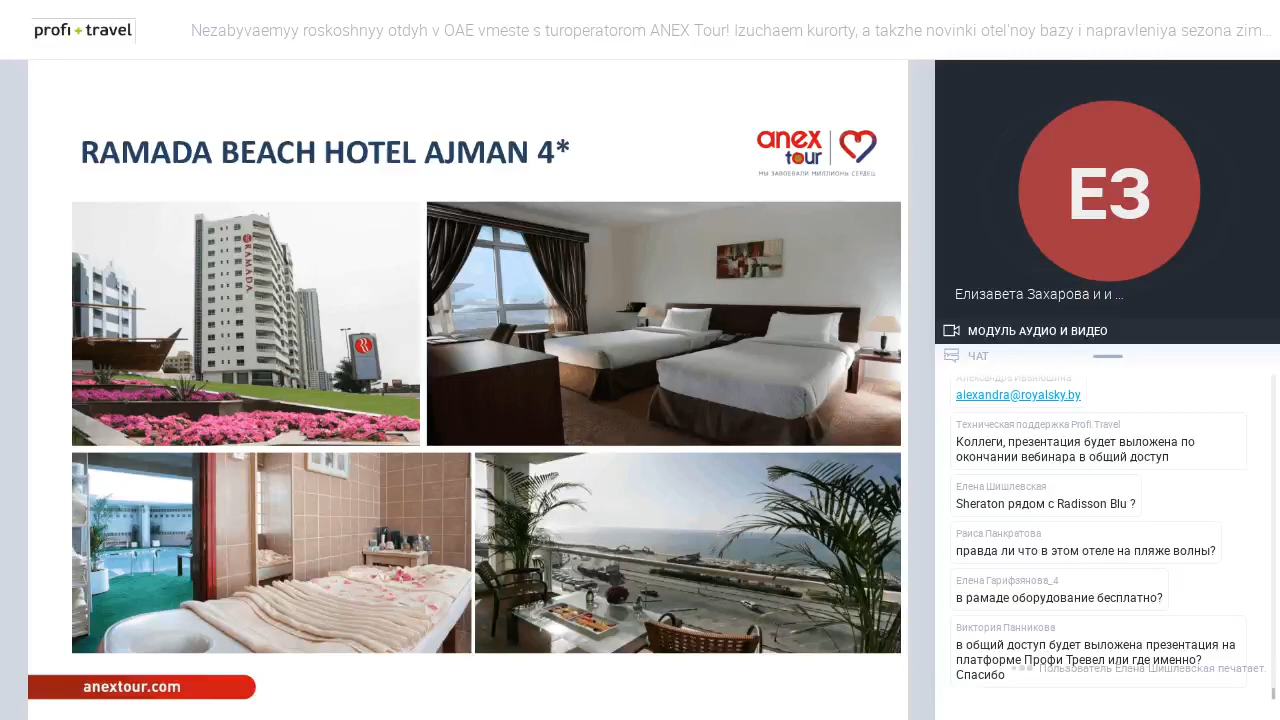 profi + travel
Nezabyvaemyy roskoshnyy otdyh v OAE vmeste s turoperatorom ANEX Tour! Izuchaem kurorty, a takzhe novinki otel'noy bazy i napravleniya sezona zim...
RAMADA BEACH HOTEL AJMAN 4*
anex
tour
МЫ ЗАВОЕВАЛИ МИЛЛИОНЫ СЕРДЕЦ
RAMADA
anextour.com
ЕЗ
Елизавета Захарова и и ...
МОДУЛЬ АУДИО И ВИДЕО
ЧАТ
Александра Иванюшина
alexandra@royalsky.by
Техническая поддержка Profi.Travel
Коллеги, презентация будет выложена по
окончании вебинара в общий доступ
Елена Шишлевская
Sheraton рядом с Radisson Blu ?
Раиса Панкратова
правда ли что в этом отеле на пляже волны?
Елена Гарифзянова_4
в рамаде оборудование бесплатно?
Виктория Панникова
в общий доступ будет выложена презентация на
платформе Профи Тревел или где именно?
Спасибо
Пользователь Елена Шишлевская печатает.